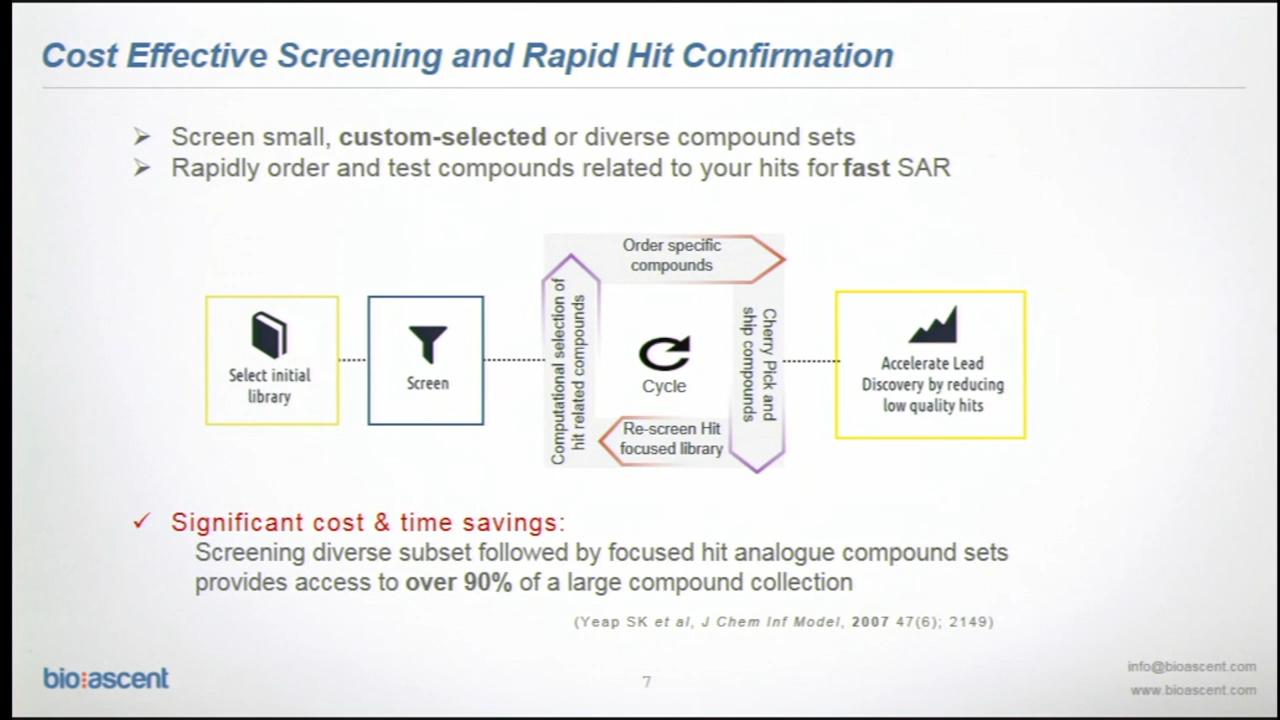 Cost Effective Screening and Rapid Hit Confirmation
Screen small, custom-selected or diverse compound sets
Rapidly order and test compounds related to your hits for fast SAR
Select initial
library
Screen
Computational selection of
hit related compounds
Order specific
compounds
Cycle
Cherry Pick and
ship compounds
Re-screen Hit
focused library
Accelerate Lead
Discovery by reducing
low quality hits
Significant cost & time savings:
Screening diverse subset followed by focused hit analogue compound sets
provides access to over 90% of a large compound collection
(Yeap SK et al, J Chem Inf Model, 2007 47(6); 2149)
bio:ascent
7
info@bioascent.com
www.bioascent.com